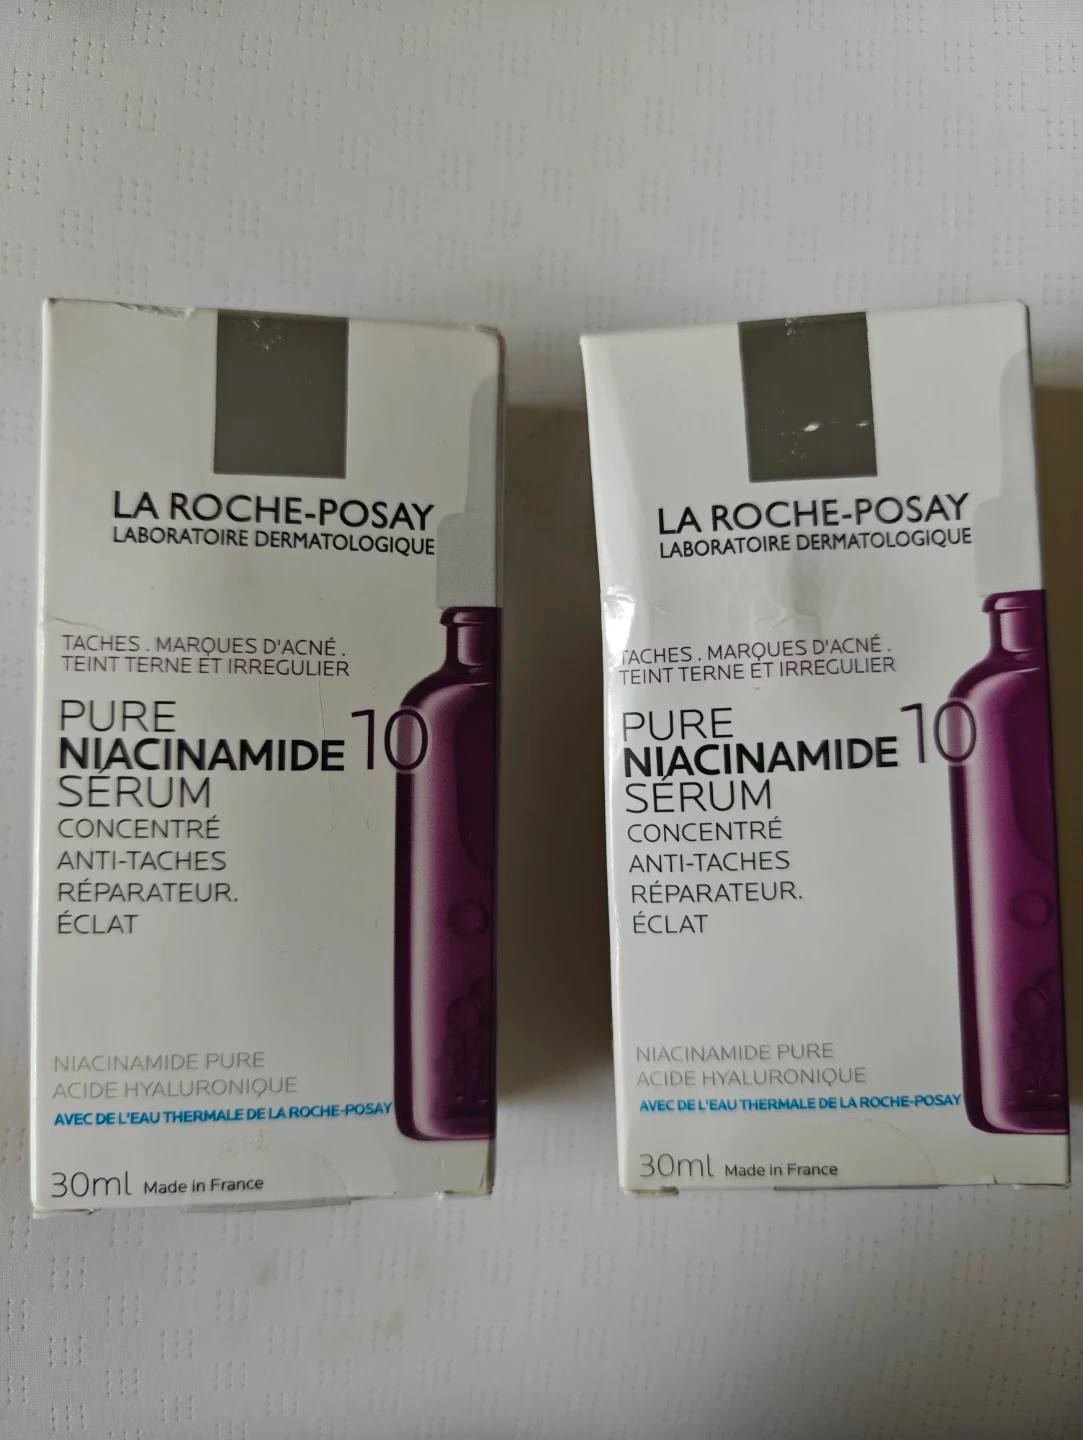 LA ROCHE-POSAY
LABORATOIRE DERMATOLOGIQUE
TACHES . MARQUES D'ACNÉ .
TEINT TERNE ET IRREGULIER
PURE
NIACINAMIDE 10
SÉRUM
CONCENTRÉ
ANTI-TACHES
RÉPARATEUR.
ÉCLAT
NIACINAMIDE PURE
ACIDE HYALURONIQUE
AVEC DE L'EAU THERMALE DE LA ROCHE-POSAY
30ml Made in France
LA ROCHE-POSAY
LABORATOIRE DERMATOLOGIQUE
TACHES . MARQUES D'ACNÉ .
TEINT TERNE ET IRREGULIER
PURE
NIACINAMIDE 10
SÉRUM
CONCENTRÉ
ANTI-TACHES
RÉPARATEUR.
ÉCLAT
NIACINAMIDE PURE
ACIDE HYALURONIQUE
AVEC DE L'EAU THERMALE DE LA ROCHE-POSAY
30ml Made in France